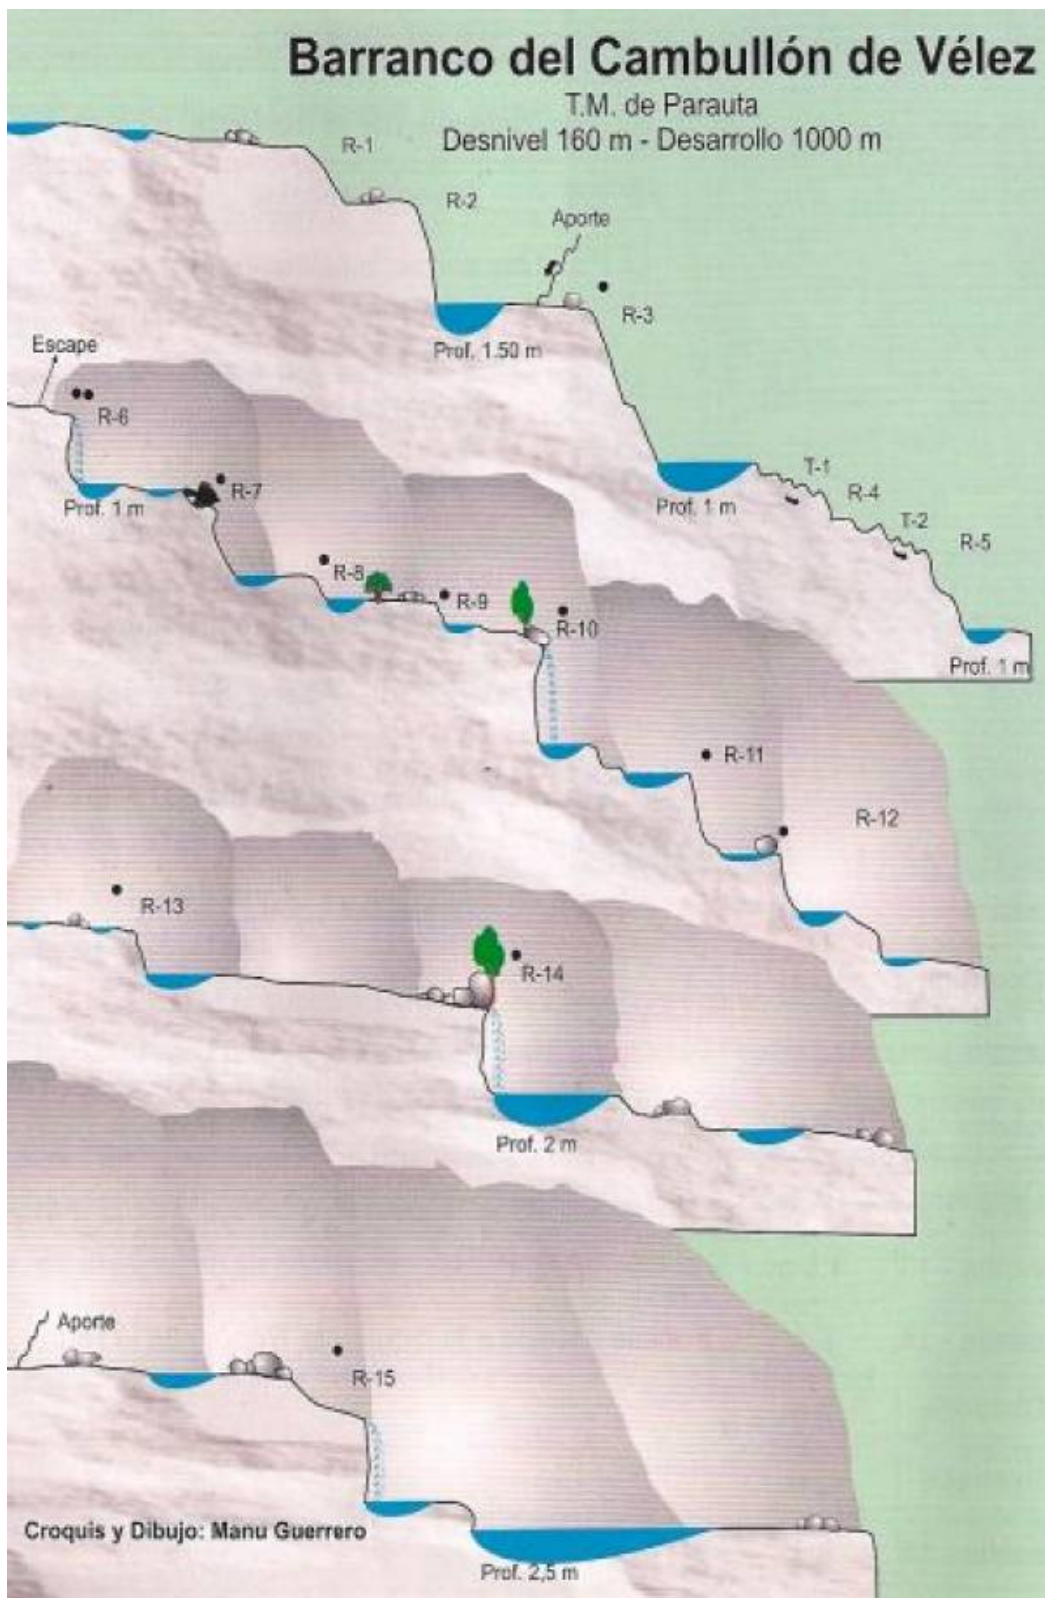 Barranco del Cambullón de Vélez
T.M. de Parauta
Desnivel 160 m - Desarrollo 1000 m
R-1
R-2
Aporte
R-3
Prof. 1.50 m
Escape
R-6
T-1
R-4
R-7
Prof. 1 m
Prof. 1 m
T-2
R-5
R-8
R-9
R-10
Prof. 1 m
R-11
R-12
R-13
R-14
Prof. 2 m
Aporte
R-15
Croquis y Dibujo: Manu Guerrero
Prof. 2,5 m